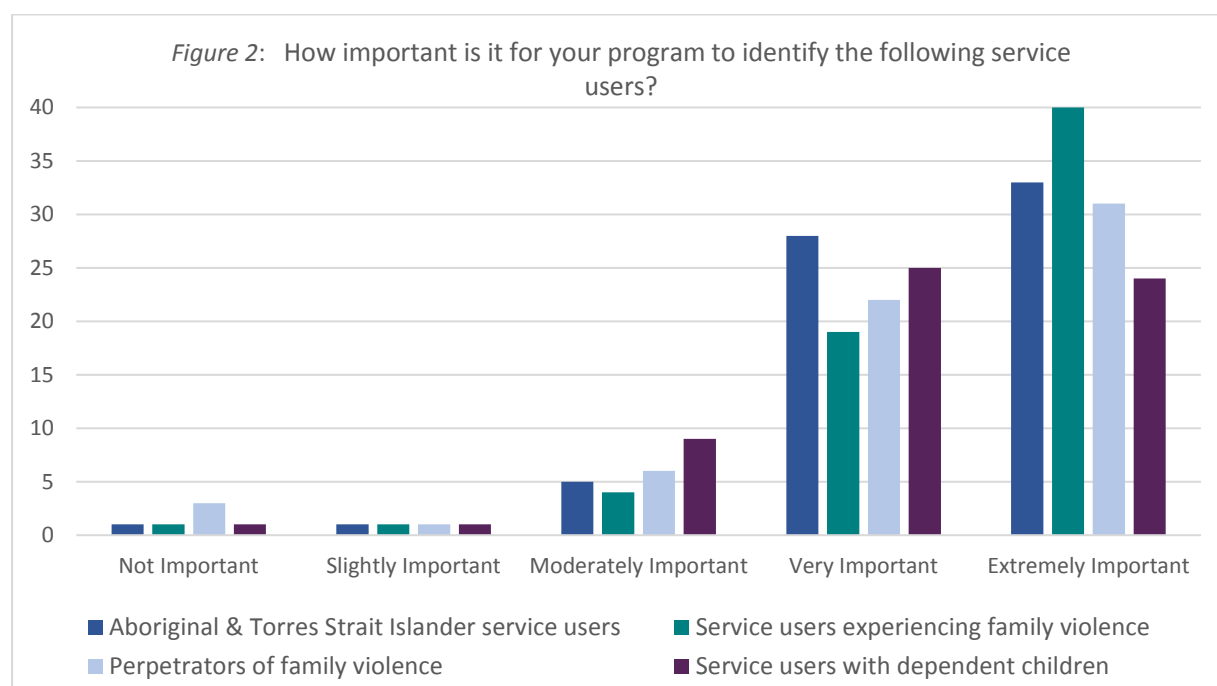 Figure 2: How important is it for your program to identify the following service
users?
40
35
30
25
20
15
10
5
0
Not Important Slightly Important Moderately Important Very Important Extremely Important
Aboriginal & Torres Strait Islander service users Service users experiencing family violence
Perpetrators of family violence Service users with dependent children